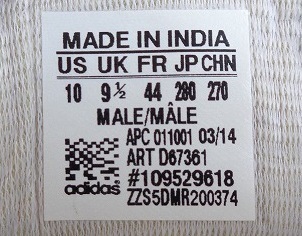 MADE IN INDIA
US UK FR JP CHN
10 9½ 44 280 270
MALE/MÂLE
APC 011001 03/14
ART D67361
#109529618
adidas ZZS5DMR200374